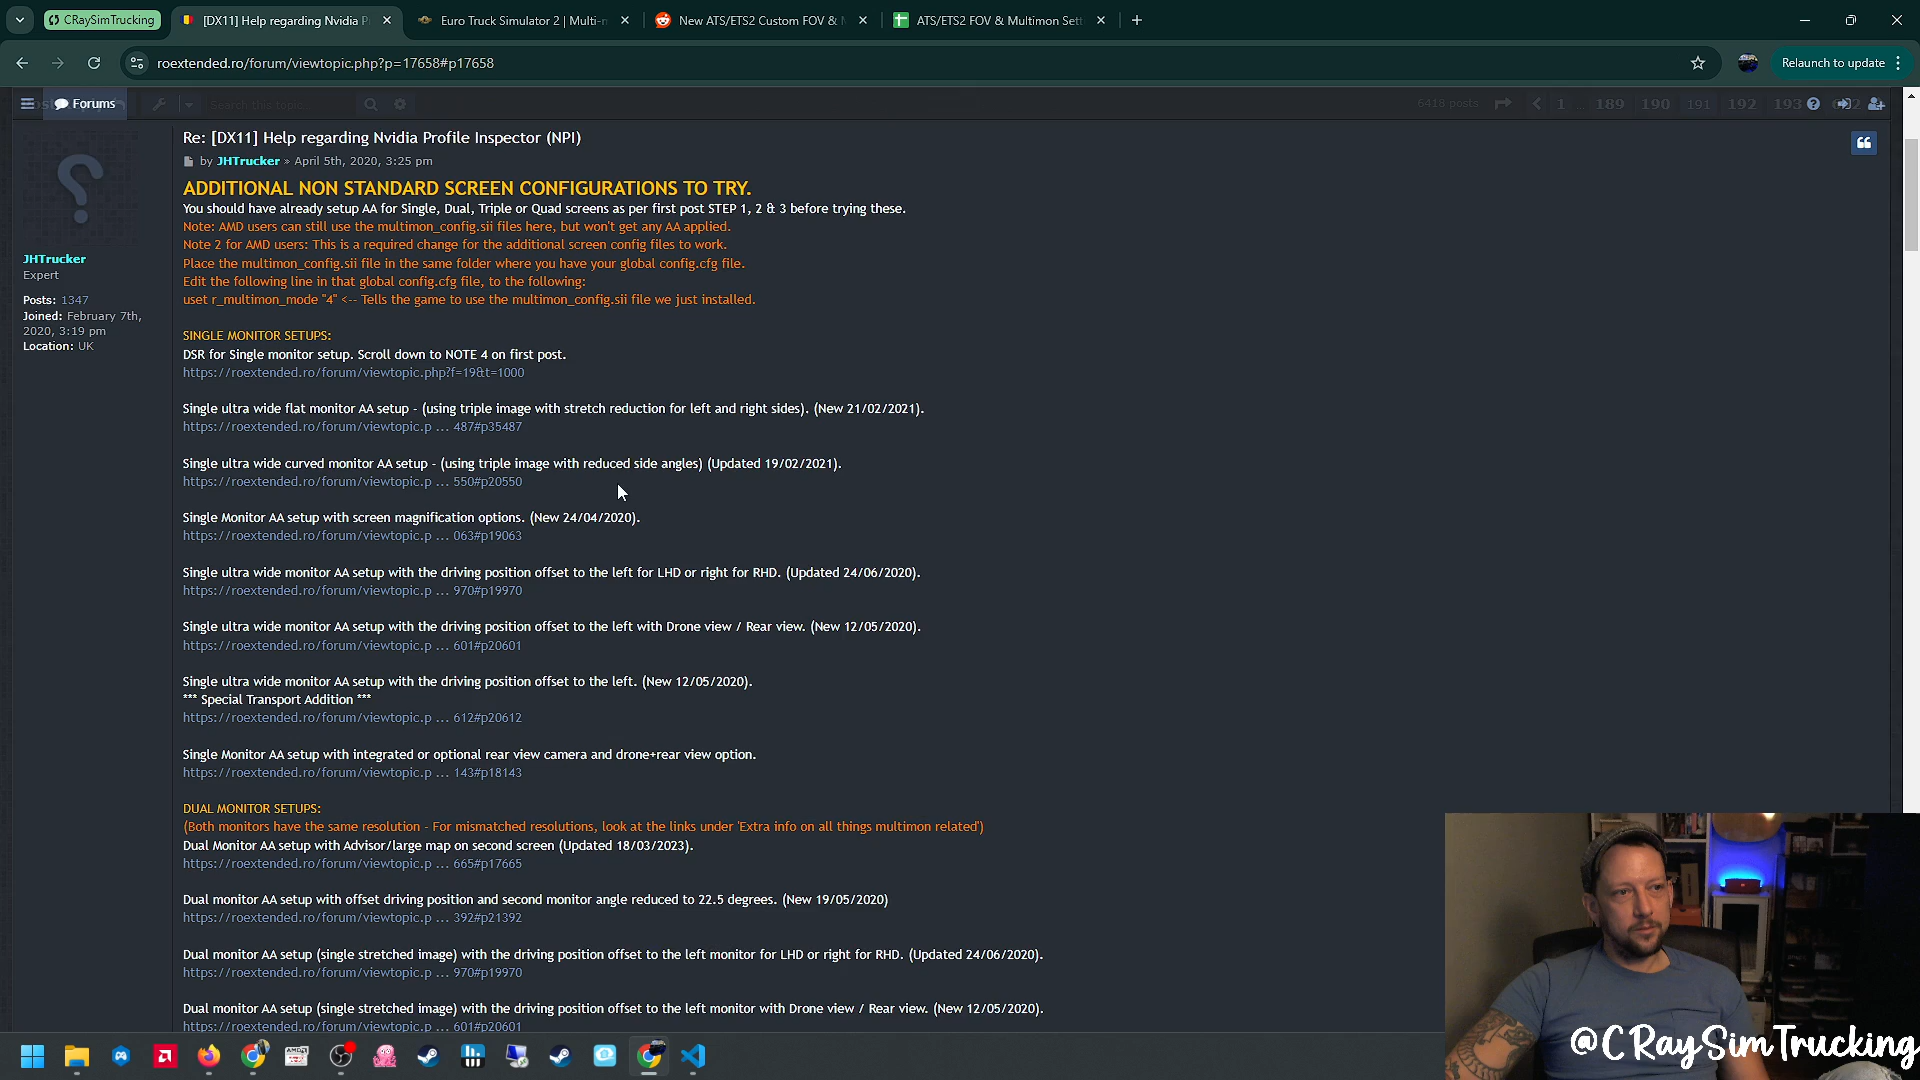 CRaySimTrucking
[DX11] Help regarding Nvidia P
Euro Truck Simulator 2 | Multi-m
New ATS/ETS2 Custom FOV &
ATS/ETS2 FOV & Multimon Sett
roextended.ro/forum/viewtopic.php?p=17658#p17658
Relaunch to update
Forums
Search this topic…
6418 posts
1 … 189 190 191 192 193
Re: [DX11] Help regarding Nvidia Profile Inspector (NPI)
by JHTrucker » April 5th, 2020, 3:25 pm
JHTrucker
Expert
Posts: 1347
Joined: February 7th,
2020, 3:19 pm
Location: UK
ADDITIONAL NON STANDARD SCREEN CONFIGURATIONS TO TRY.
You should have already setup AA for Single, Dual, Triple or Quad screens as per first post STEP 1, 2 & 3 before trying these.
Note: AMD users can still use the multimon_config.sii files here, but won't get any AA applied.
Note 2 for AMD users: This is a required change for the additional screen config files to work.
Place the multimon_config.sii file in the same folder where you have your global config.cfg file.
Edit the following line in that global config.cfg file, to the following:
uset r_multimon_mode "4" <-- Tells the game to use the multimon_config.sii file we just installed.
SINGLE MONITOR SETUPS:
DSR for Single monitor setup. Scroll down to NOTE 4 on first post.
https://roextended.ro/forum/viewtopic.php?f=19&t=1000
Single ultra wide flat monitor AA setup - (using triple image with stretch reduction for left and right sides). (New 21/02/2021).
https://roextended.ro/forum/viewtopic.p ... 487#p35487
Single ultra wide curved monitor AA setup - (using triple image with reduced side angles) (Updated 19/02/2021).
https://roextended.ro/forum/viewtopic.p ... 550#p20550
Single Monitor AA setup with screen magnification options. (New 24/04/2020).
https://roextended.ro/forum/viewtopic.p ... 063#p19063
Single ultra wide monitor AA setup with the driving position offset to the left for LHD or right for RHD. (Updated 24/06/2020).
https://roextended.ro/forum/viewtopic.p ... 970#p19970
Single ultra wide monitor AA setup with the driving position offset to the left with Drone view / Rear view. (New 12/05/2020).
https://roextended.ro/forum/viewtopic.p ... 601#p20601
Single ultra wide monitor AA setup with the driving position offset to the left. (New 12/05/2020).
*** Special Transport Addition ***
https://roextended.ro/forum/viewtopic.p ... 612#p20612
Single Monitor AA setup with integrated or optional rear view camera and drone+rear view option.
https://roextended.ro/forum/viewtopic.p ... 143#p18143
DUAL MONITOR SETUPS:
(Both monitors have the same resolution - For mismatched resolutions, look at the links under 'Extra info on all things multimon related')
Dual Monitor AA setup with Advisor/large map on second screen (Updated 18/03/2023).
https://roextended.ro/forum/viewtopic.p ... 665#p17665
Dual monitor AA setup with offset driving position and second monitor angle reduced to 22.5 degrees. (New 19/05/2020)
https://roextended.ro/forum/viewtopic.p ... 392#p21392
Dual monitor AA setup (single stretched image) with the driving position offset to the left monitor for LHD or right for RHD. (Updated 24/06/2020).
https://roextended.ro/forum/viewtopic.p ... 970#p19970
Dual monitor AA setup (single stretched image) with the driving position offset to the left monitor with Drone view / Rear view. (New 12/05/2020).
https://roextended.ro/forum/viewtopic.p ... 601#p20601
@CRaySimTrucking